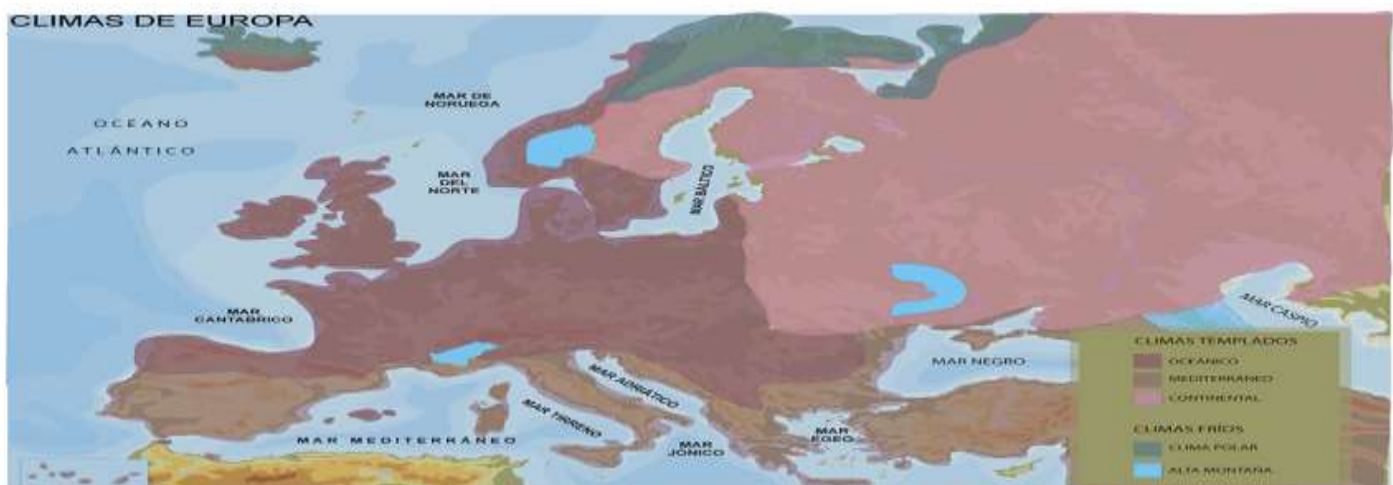 CLIMAS DE EUROPA
MAR DE
NORUEGA
OCÉANO
ATLÁNTICO
MAR
DEL
NORTE
MAR BÁLTICO
MAR
CANTÁBRICO
MAR CASPIO
MAR NEGRO
MAR ADRIÁTICO
MAR TIRRENO
MAR MEDITERRÁNEO
MAR
JÓNICO
MAR
EGEO
CLIMAS TEMPLADOS
OCEÁNICO
MEDITERRÁNEO
CONTINENTAL
CLIMAS FRÍOS
CLIMA POLAR
ALTA MONTAÑA